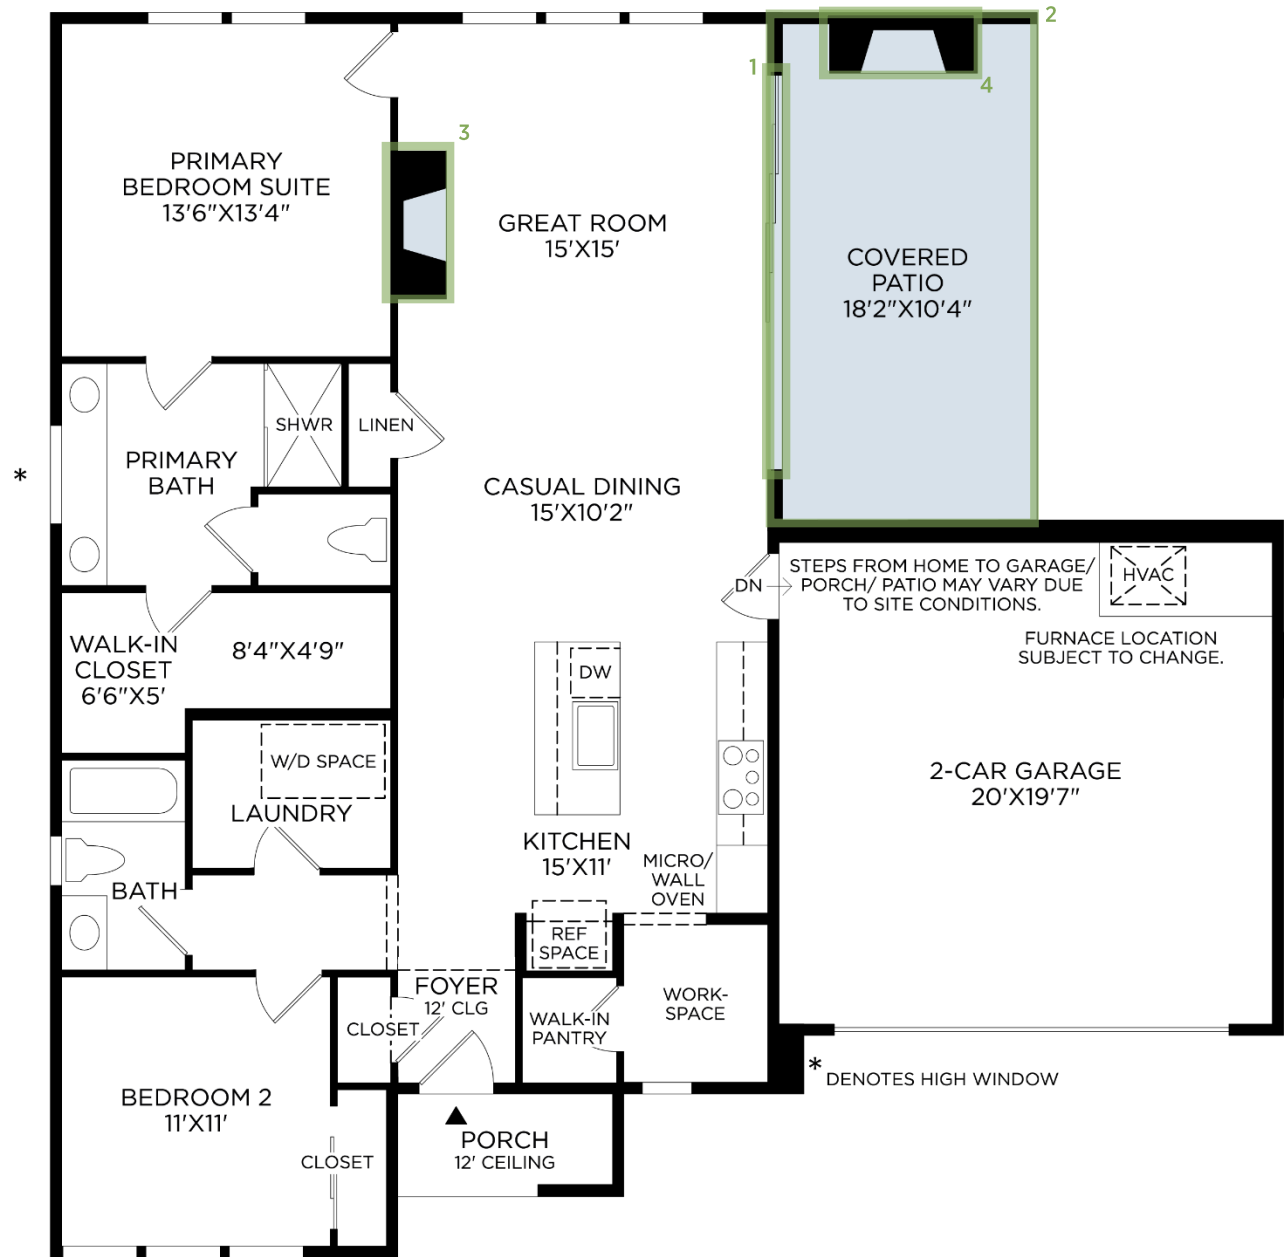 2
1
4
3
PRIMARY
BEDROOM SUITE
13'6"X13'4"
GREAT ROOM
15'X15'
COVERED
PATIO
18'2"X10'4"
SHWR
LINEN
*
PRIMARY
BATH
CASUAL DINING
15'X10'2"
DN
STEPS FROM HOME TO GARAGE/
PORCH/ PATIO MAY VARY DUE
TO SITE CONDITIONS.
HVAC
FURNACE LOCATION
SUBJECT TO CHANGE.
WALK-IN
CLOSET
6'6"X5'
8'4"X4'9"
DW
W/D SPACE
LAUNDRY
2-CAR GARAGE
20'X19'7"
KITCHEN
15'X11'
MICRO/
WALL
OVEN
BATH
REF
SPACE
FOYER
12' CLG
CLOSET
WALK-IN
PANTRY
WORK-
SPACE
* DENOTES HIGH WINDOW
BEDROOM 2
11'X11'
CLOSET
PORCH
12' CEILING